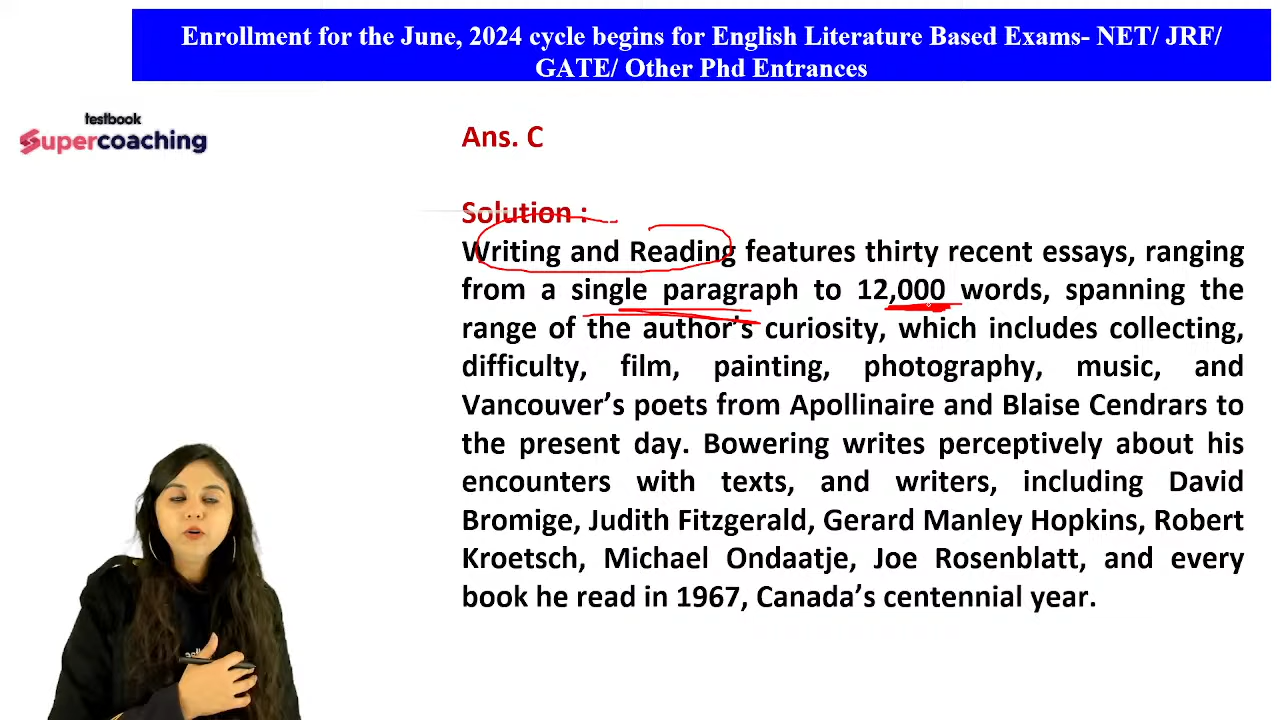 Enrollment for the June, 2024 cycle begins for English Literature Based Exams- NET/ JRF/
GATE/ Other Phd Entrances
testbook
Supercoaching
Ans. C
Solution :
Writing and Reading features thirty recent essays, ranging
from a single paragraph to 12,000 words, spanning the
range of the author's curiosity, which includes collecting,
difficulty, film, painting, photography, music, and
Vancouver’s poets from Apollinaire and Blaise Cendrars to
the present day. Bowering writes perceptively about his
encounters with texts, and writers, including David
Bromige, Judith Fitzgerald, Gerard Manley Hopkins, Robert
Kroetsch, Michael Ondaatje, Joe Rosenblatt, and every
book he read in 1967, Canada’s centennial year.